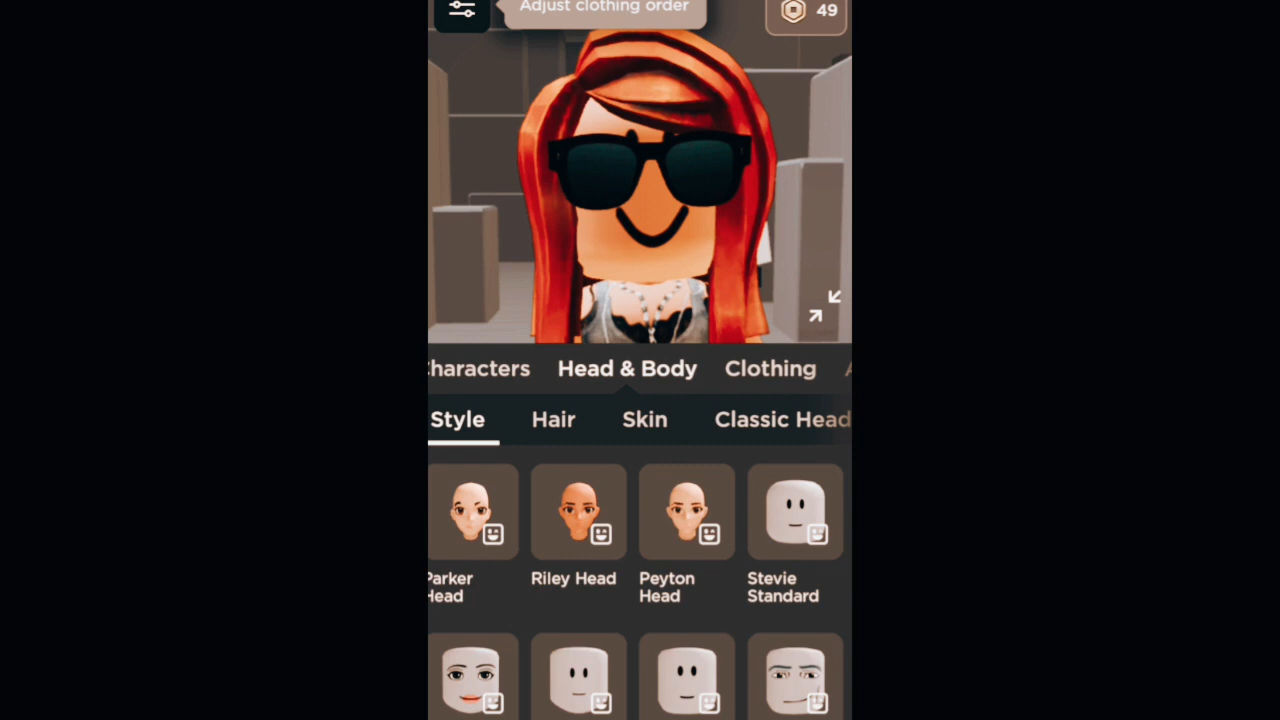 Adjust clothing order
49
haracters Head & Body Clothing
Style Hair Skin Classic Head
Parker Head
Riley Head
Peyton Head
Stevie Standard